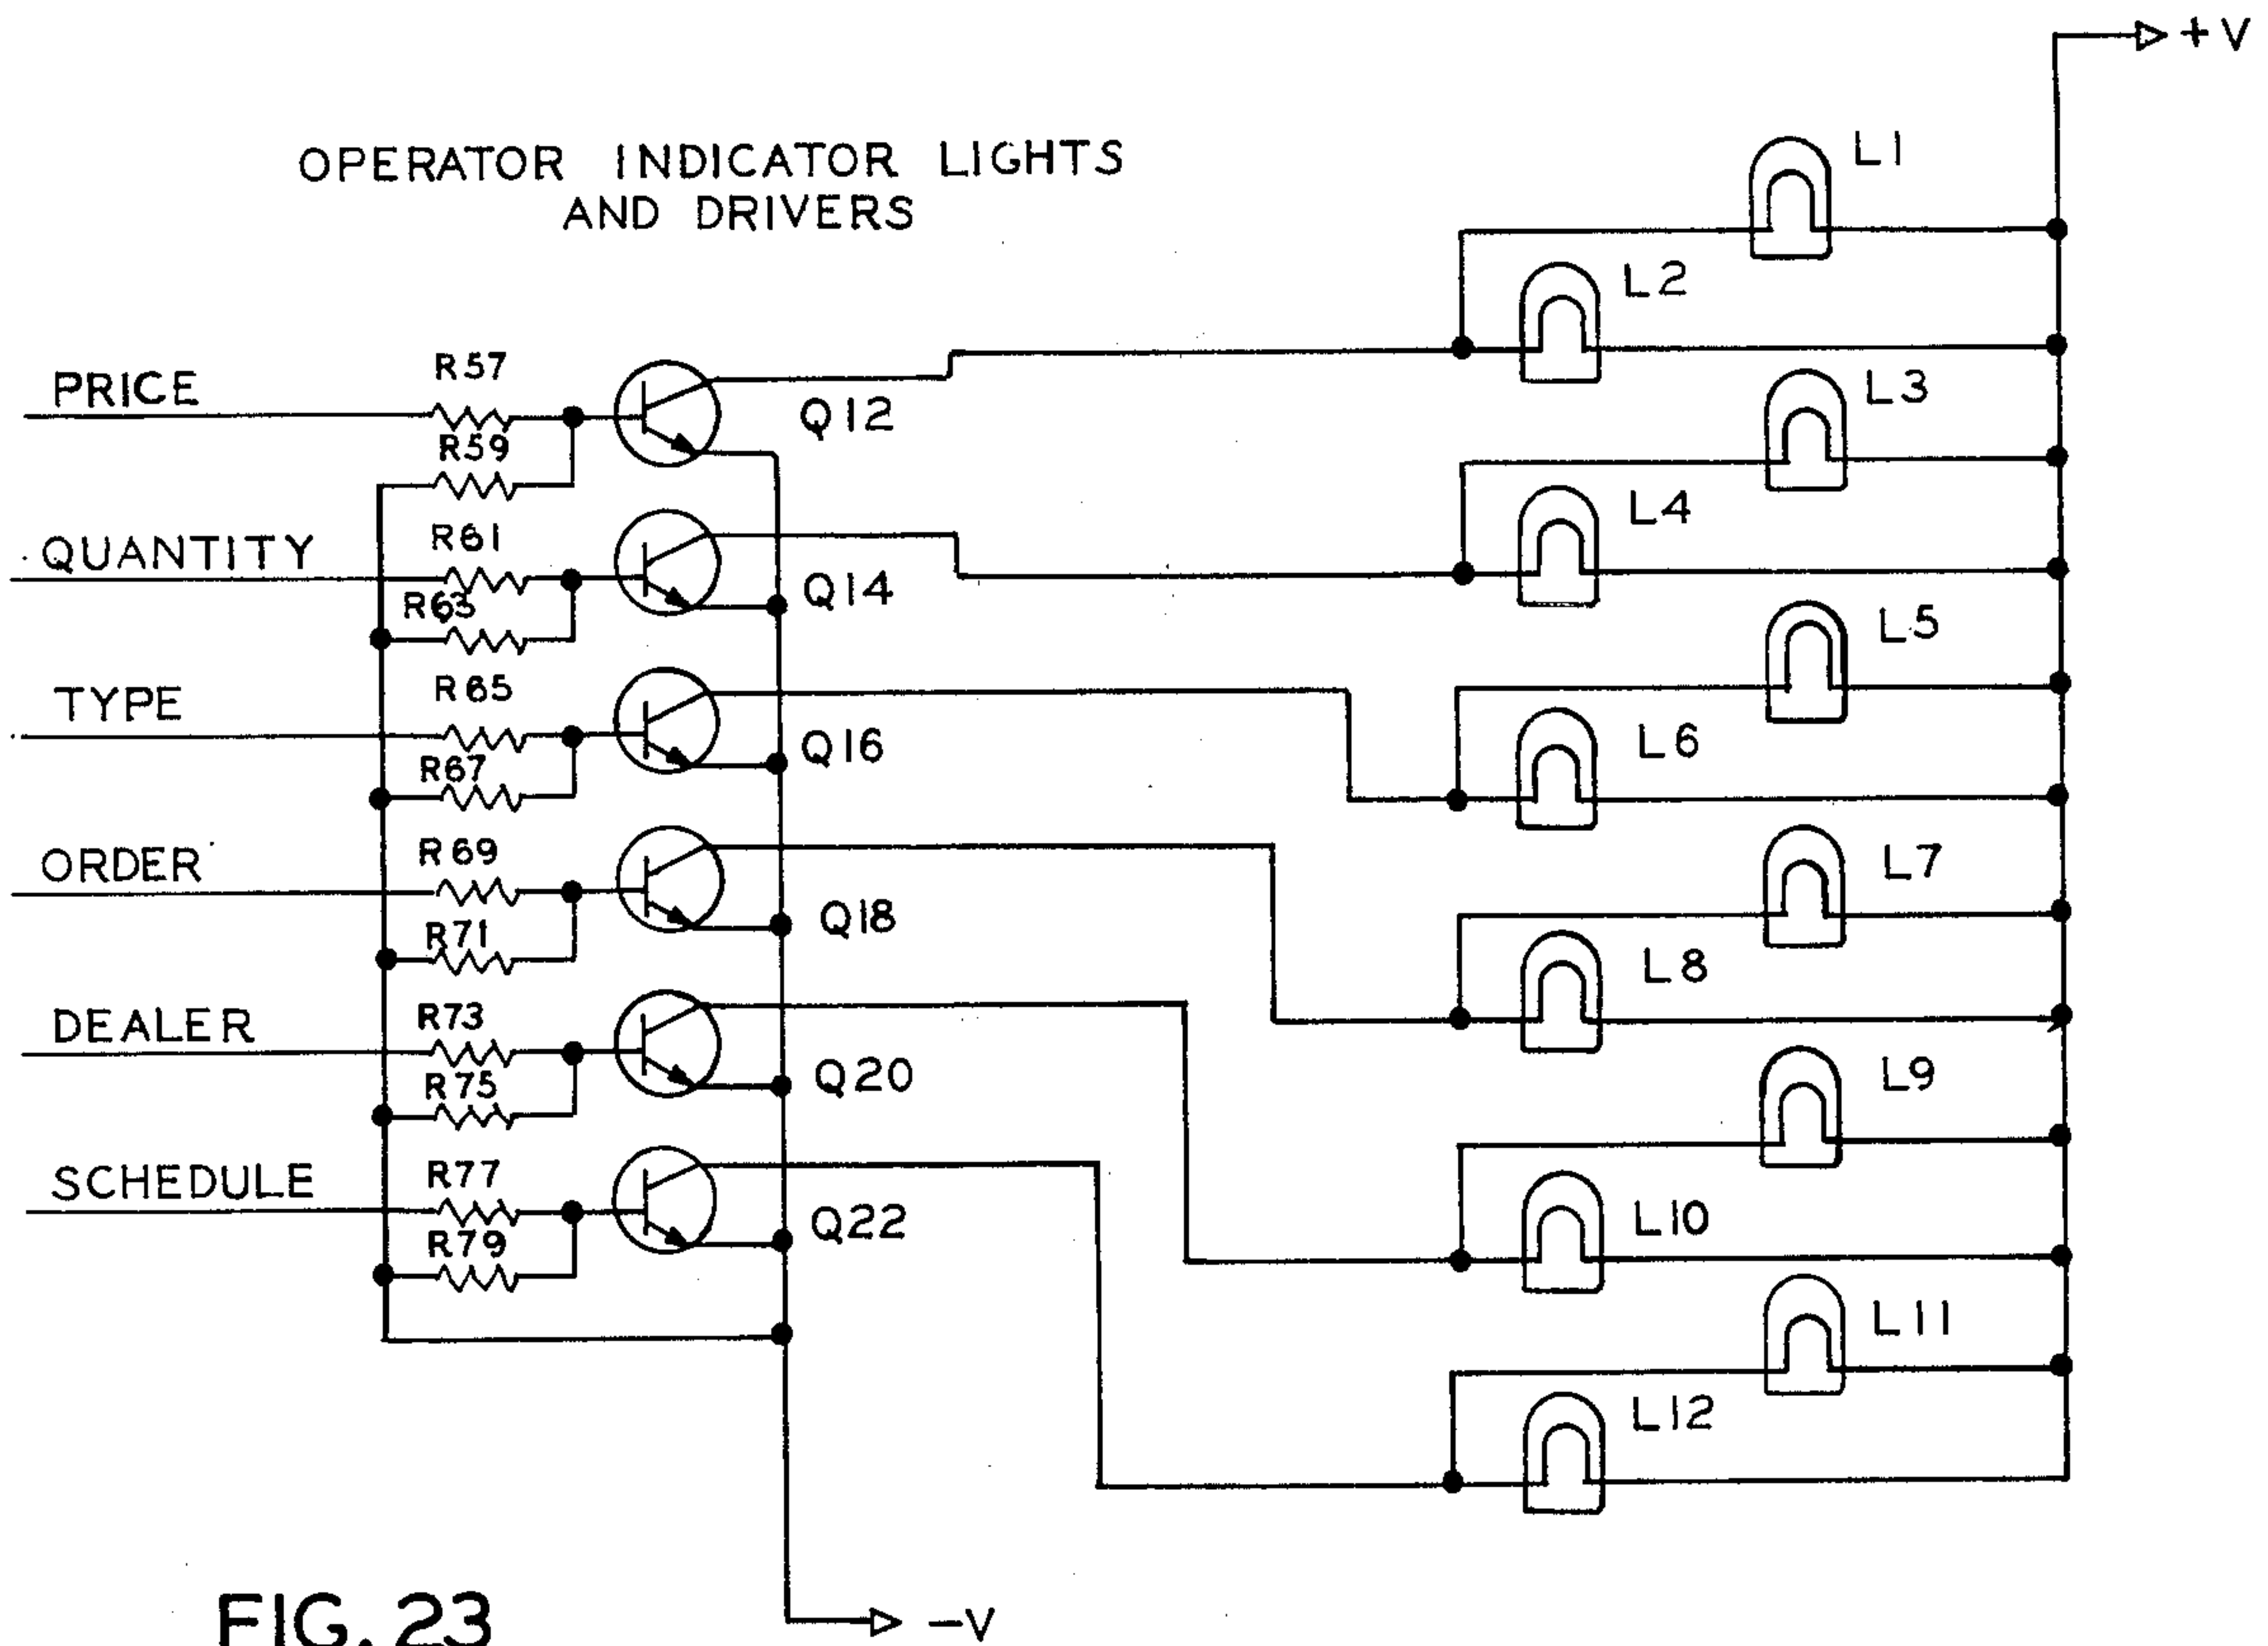 +V
OPERATOR INDICATOR LIGHTS
AND DRIVERS
L1
L2
L3
L4
L5
L6
L7
L8
L9
L10
L11
L12
PRICE
R57
R59
Q12
QUANTITY
R61
R63
Q14
TYPE
R65
R67
Q16
ORDER
R69
R71
Q18
DEALER
R73
R75
Q20
SCHEDULE
R77
R79
Q22
-V
FIG. 23